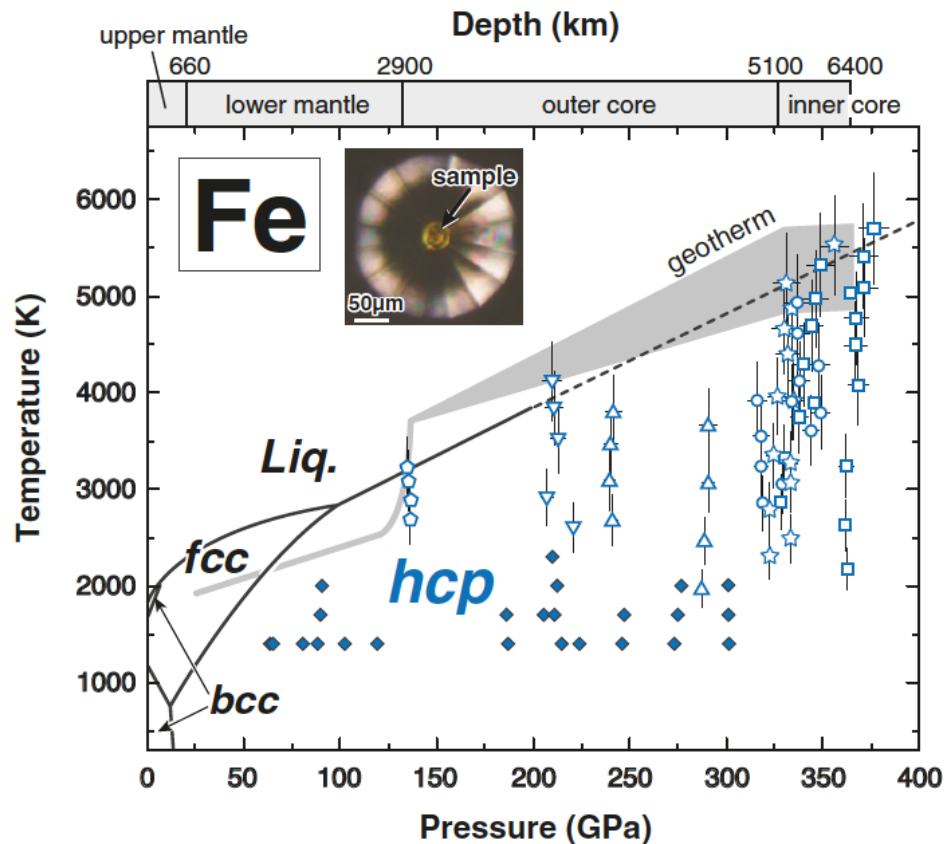 Depth (km)
upper mantle
660 2900 5100 6400
lower mantle outer core inner core
Fe
sample
50μm
geotherm
Liq.
fcc
hcp
bcc
6000
5000
4000
3000
2000
1000
Temperature (K)
0 50 100 150 200 250 300 350 400
Pressure (GPa)